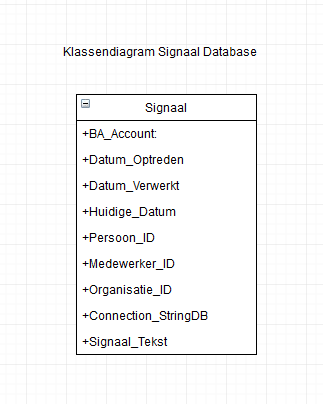 Klassendiagram Signaal Database
Signaal
+BA_Account:
+Datum_Optreden
+Datum_Verwerkt
+Huidige_Datum
+Persoon_ID
+Medewerker_ID
+Organisatie_ID
+Connection_StringDB
+Signaal_Tekst